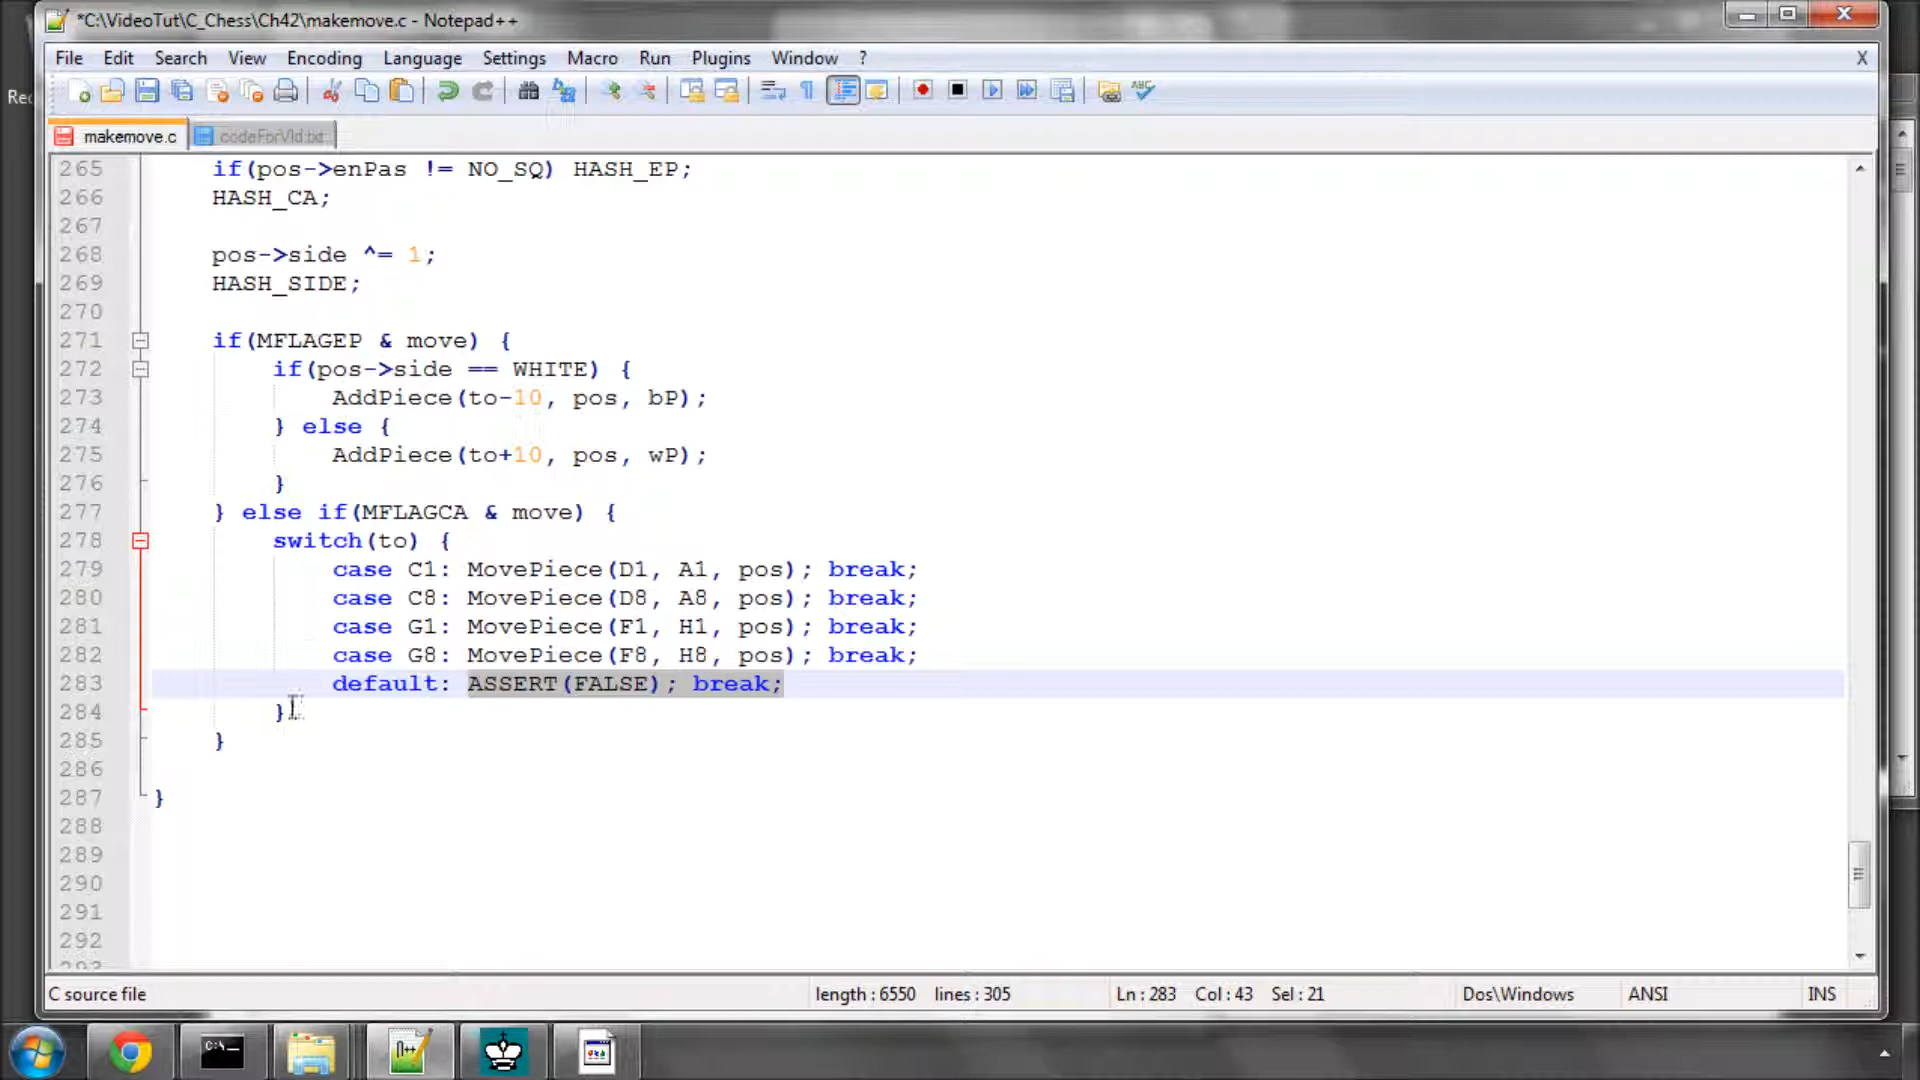 *C:\VideoTut\C_Chess\Ch42\makemove.c - Notepad++
File Edit Search View Encoding Language Settings Macro Run Plugins Window ? X
makemove.c codeForVid.txt
265 if(pos->enPas != NO_SQ) HASH_EP;
266 HASH_CA;
267
268 pos->side ^= 1;
269 HASH_SIDE;
270
271 if(MFLAGEP & move) {
272 if(pos->side == WHITE) {
273 AddPiece(to-10, pos, bP);
274 } else {
275 AddPiece(to+10, pos, wP);
276 }
277 } else if(MFLAGCA & move) {
278 switch(to) {
279 case C1: MovePiece(D1, A1, pos); break;
280 case C8: MovePiece(D8, A8, pos); break;
281 case G1: MovePiece(F1, H1, pos); break;
282 case G8: MovePiece(F8, H8, pos); break;
283 default: ASSERT(FALSE); break;
284 }
285 }
286
287 }
288
289
290
291
292
293
C source file length : 6550 lines : 305 Ln : 283 Col : 43 Sel : 21 Dos\Windows ANSI INS